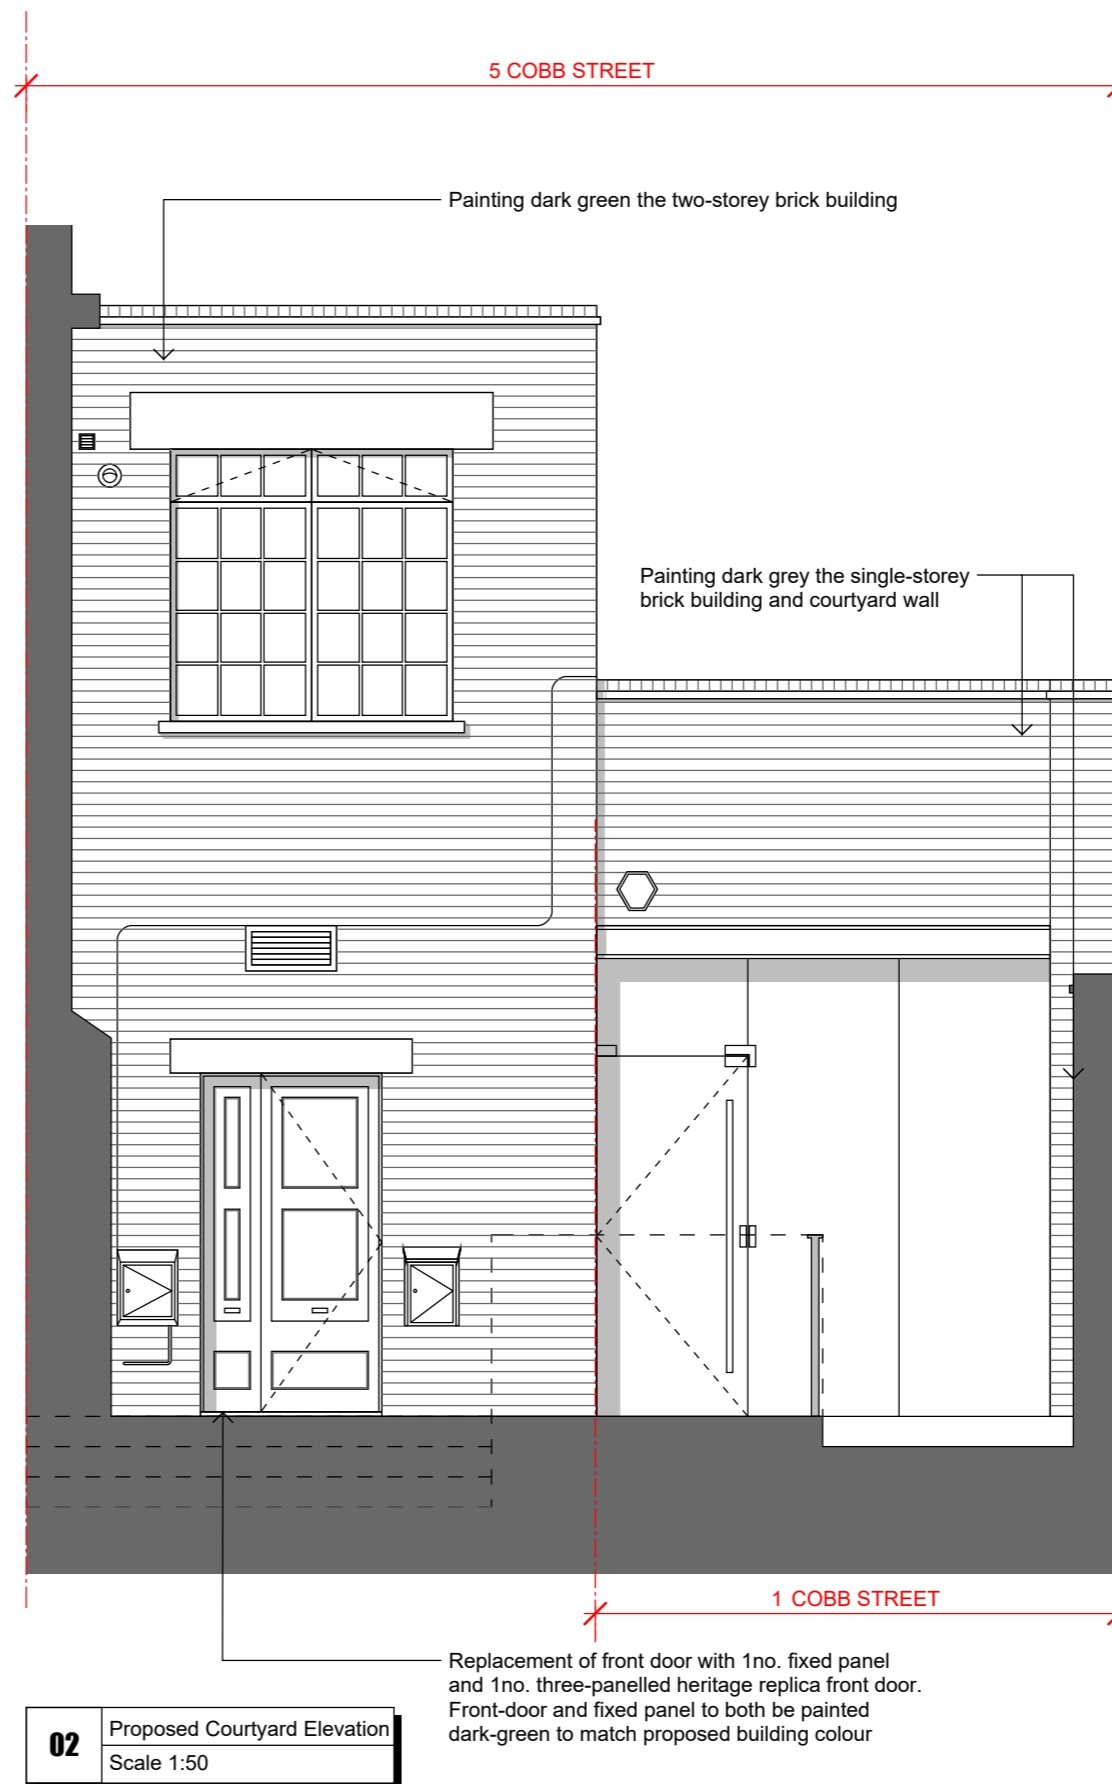 5 COBB STREET
Painting dark green the two-storey brick building
Painting dark grey the single-storey
brick building and courtyard wall
1 COBB STREET
Replacement of front door with 1no. fixed panel
and 1no. three-panelled heritage replica front door.
Front-door and fixed panel to both be painted
dark-green to match proposed building colour
02
Proposed Courtyard Elevation
Scale 1:50